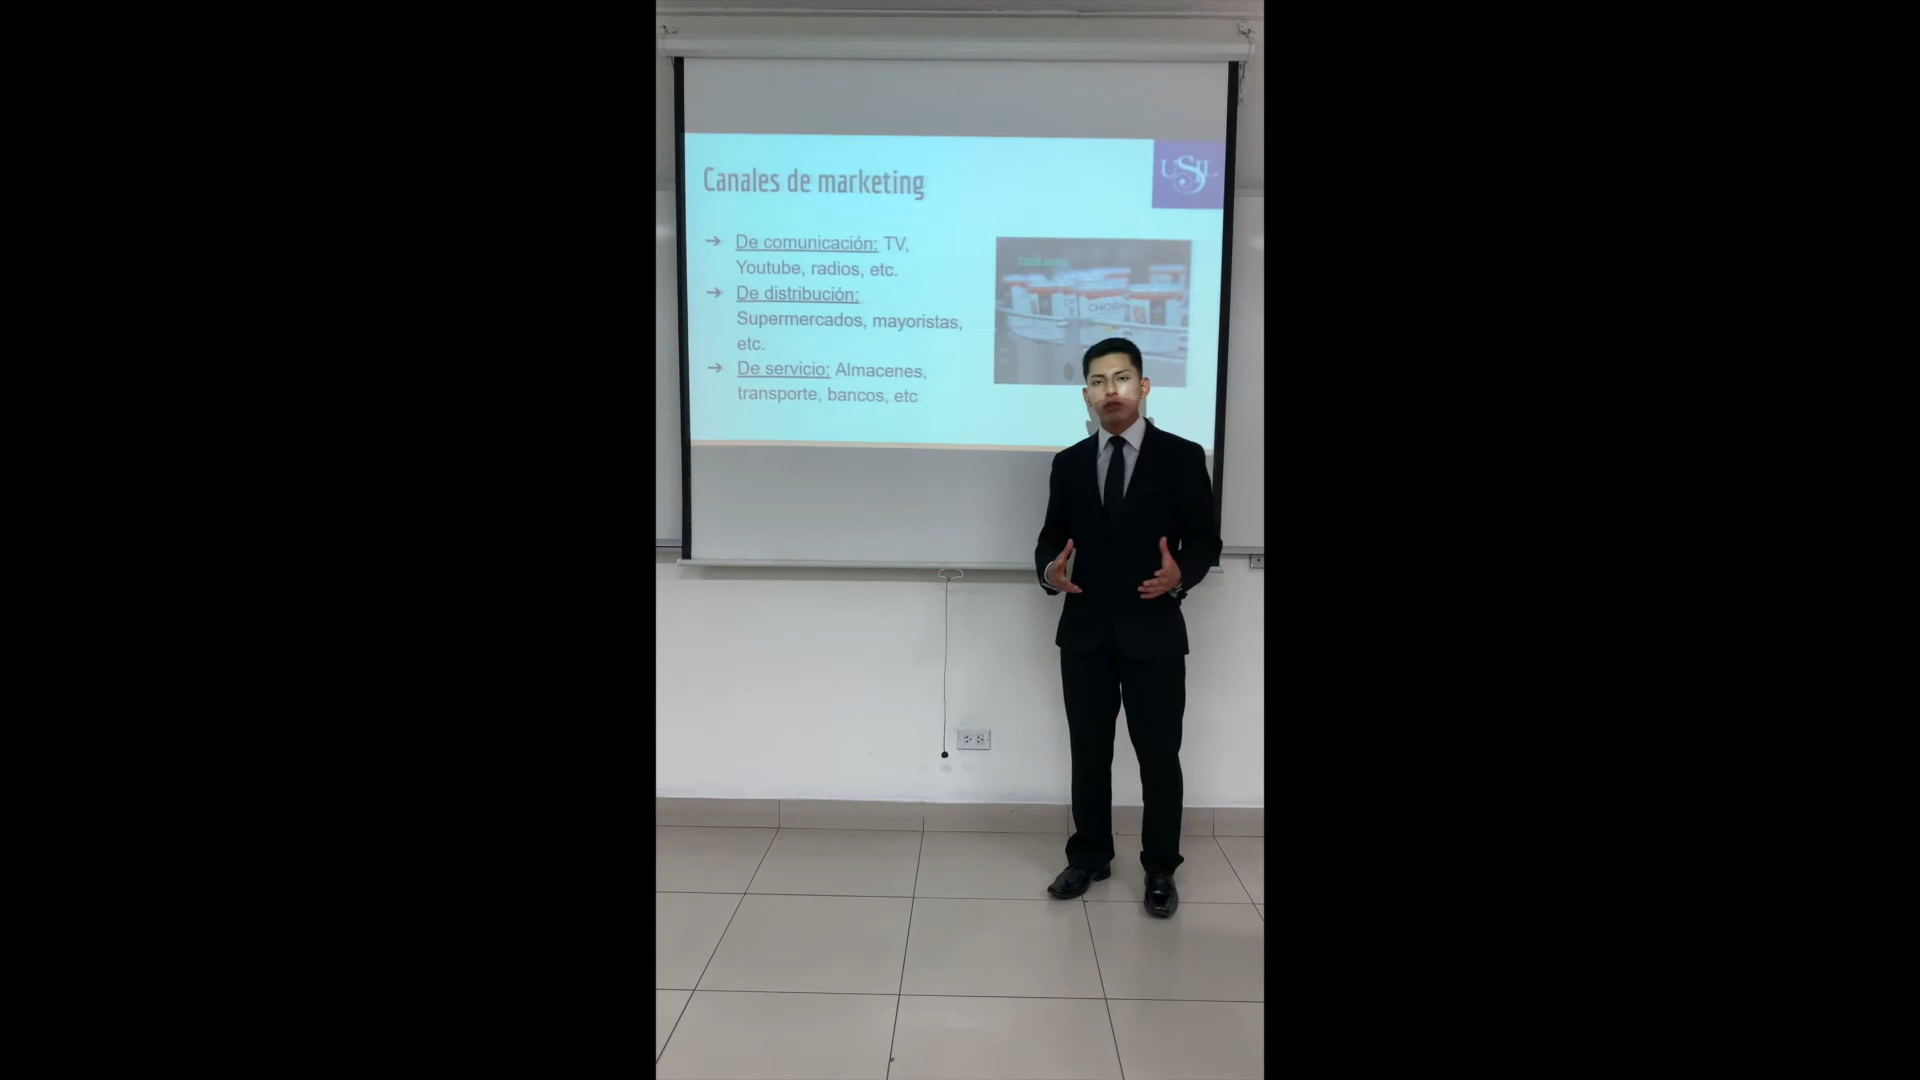 USIL
Canales de marketing
➔ De comunicación: TV,
Youtube, radios, etc.
➔ De distribución:
Supermercados, mayoristas,
etc.
➔ De servicio: Almacenes,
transporte, bancos, etc